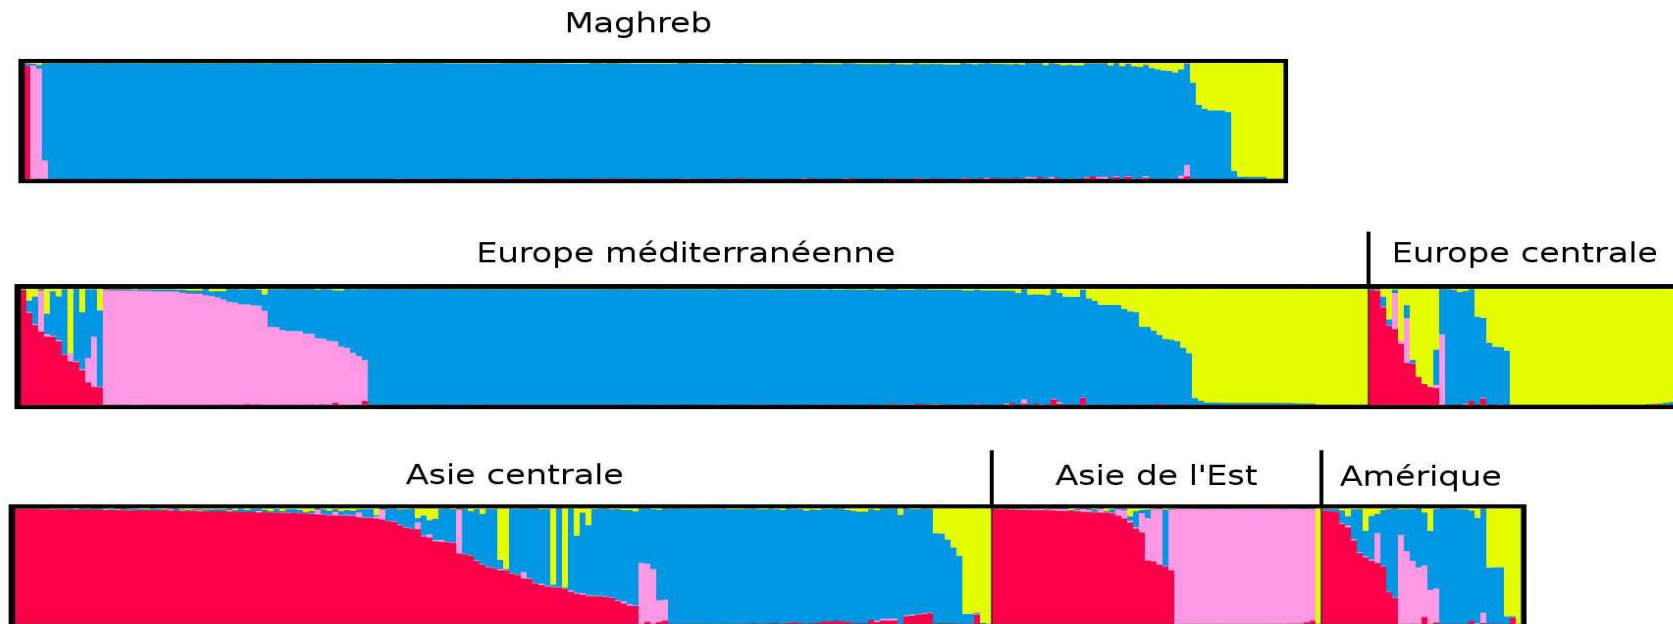 Maghreb
Europe méditerranéenne
Europe centrale
Asie centrale
Asie de l'Est
Amérique